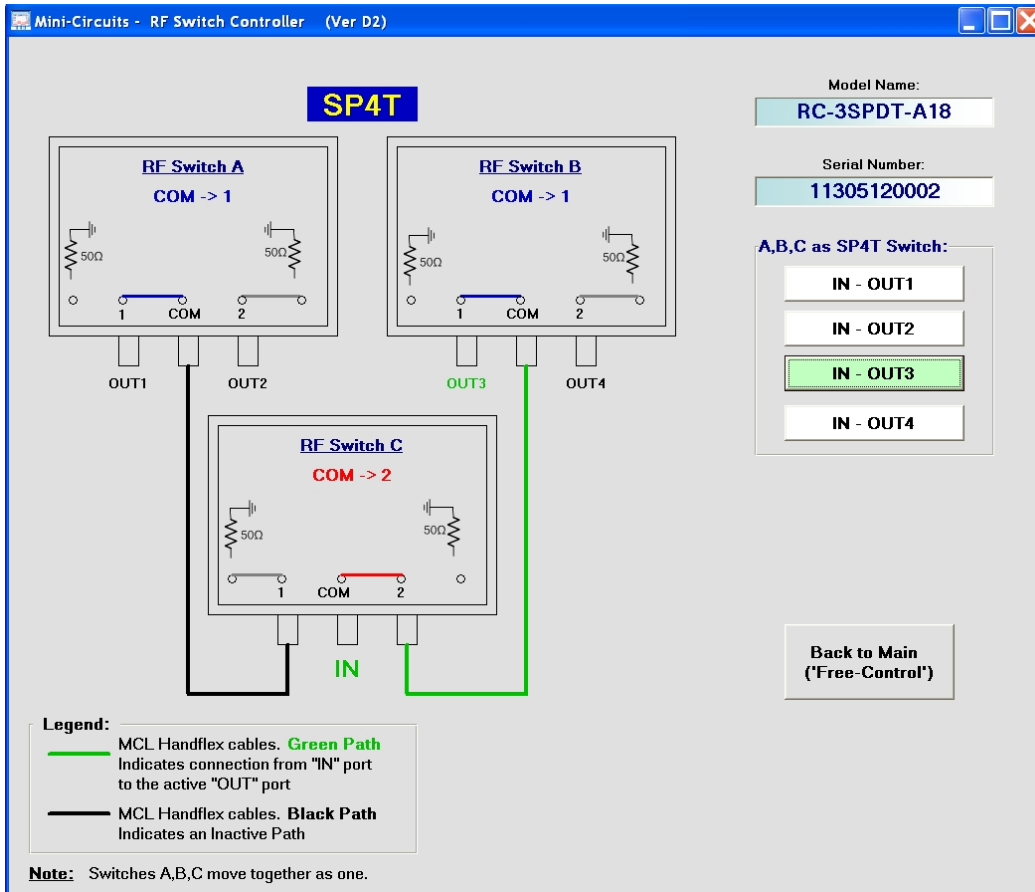 Mini-Circuits - RF Switch Controller (Ver D2)
SP4T
Model Name:
RC-3SPDT-A18
Serial Number:
11305120002
RF Switch A
COM -> 1
50Ω
50Ω
1 COM 2
OUT1 OUT2
RF Switch B
COM -> 1
50Ω
50Ω
1 COM 2
OUT3 OUT4
A,B,C as SP4T Switch:
IN - OUT1
IN - OUT2
IN - OUT3
IN - OUT4
RF Switch C
COM -> 2
50Ω
50Ω
1 COM 2
IN
Back to Main
('Free-Control')
Legend:
MCL Handflex cables. Green Path
Indicates connection from "IN" port
to the active "OUT" port
MCL Handflex cables. Black Path
Indicates an Inactive Path
Note: Switches A,B,C move together as one.